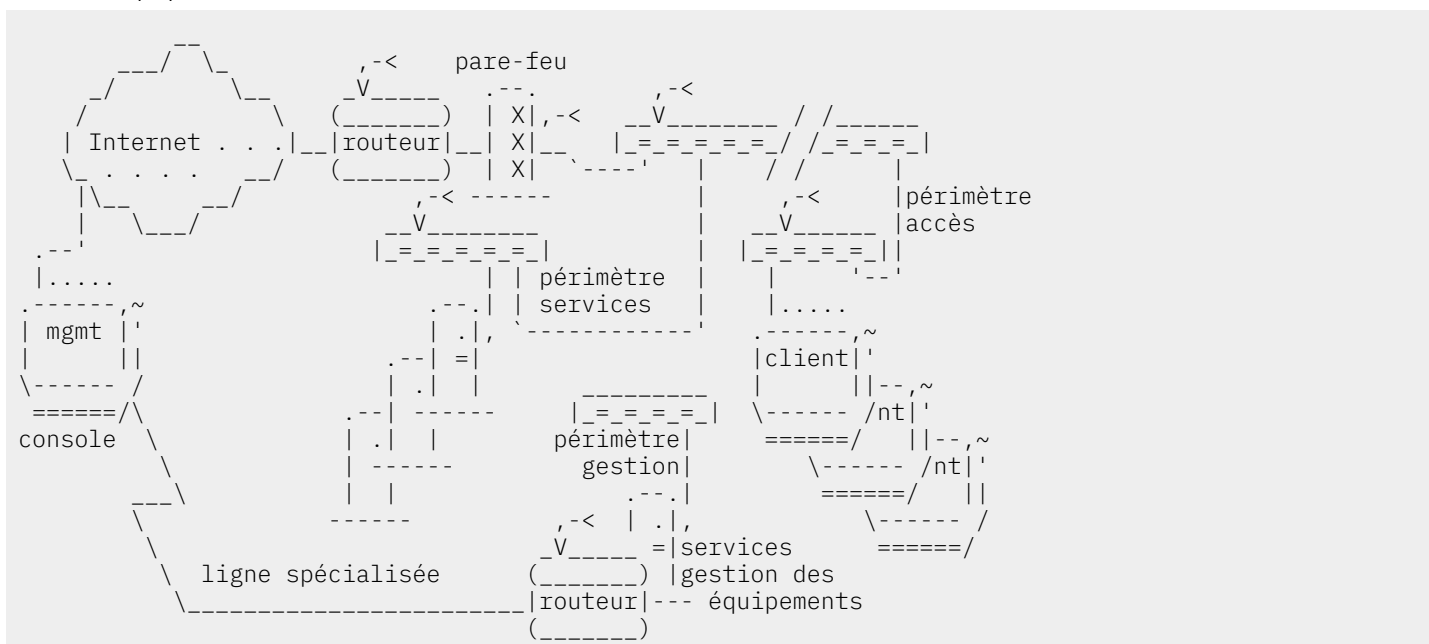 pare-feu
Internet . . .
routeur
périmètre
accès
périmètre
services
mgmt
client
nt
console
périmètre
gestion
nt
services
ligne spécialisée
gestion des
routeur
équipements